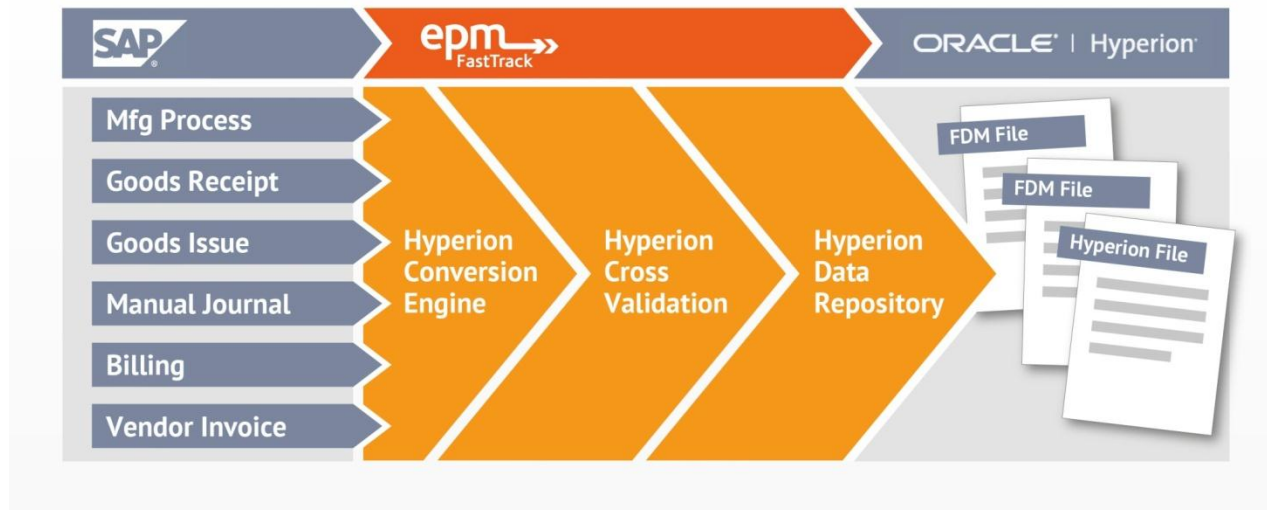 SAP
®
epm
FastTrack
ORACLE® | Hyperion®
Mfg Process
Goods Receipt
Goods Issue
Manual Journal
Billing
Vendor Invoice
Hyperion
Conversion
Engine
Hyperion
Cross
Validation
Hyperion
Data
Repository
FDM File
FDM File
Hyperion File